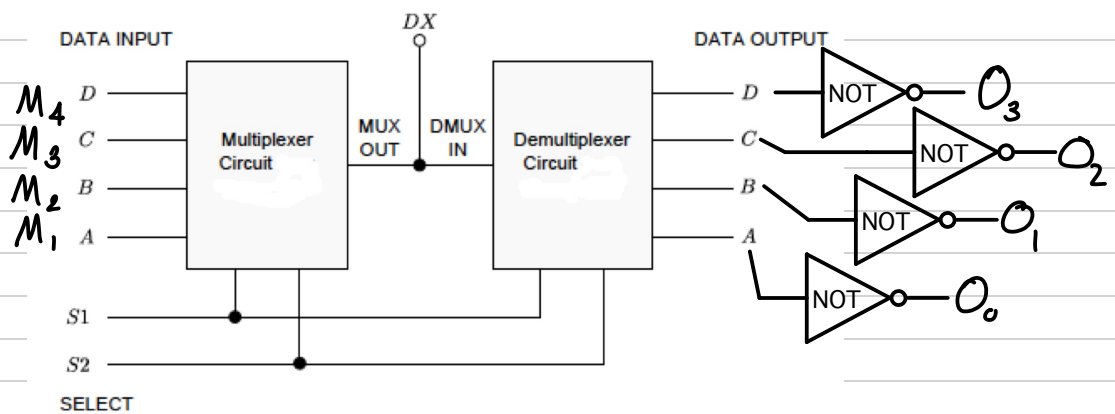 DX
DATA INPUT
DATA OUTPUT
M4 D
D NOT O3
M3 C
Multiplexer
Circuit
MUX
OUT
DMUX
IN
Demultiplexer
Circuit
C NOT O2
M2 B
B NOT O1
M1 A
A NOT O0
S1
S2
SELECT